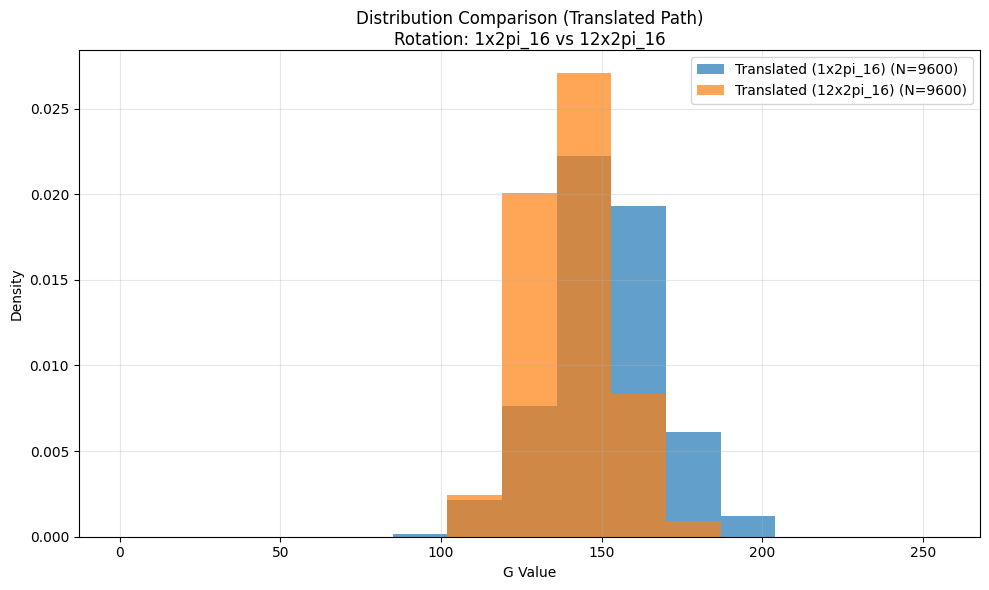 Distribution Comparison (Translated Path)
Rotation: 1x2pi_16 vs 12x2pi_16
Translated (1x2pi_16) (N=9600)
Translated (12x2pi_16) (N=9600)
Density
0.025
0.020
0.015
0.010
0.005
0.000
0 50 100 150 200 250
G Value